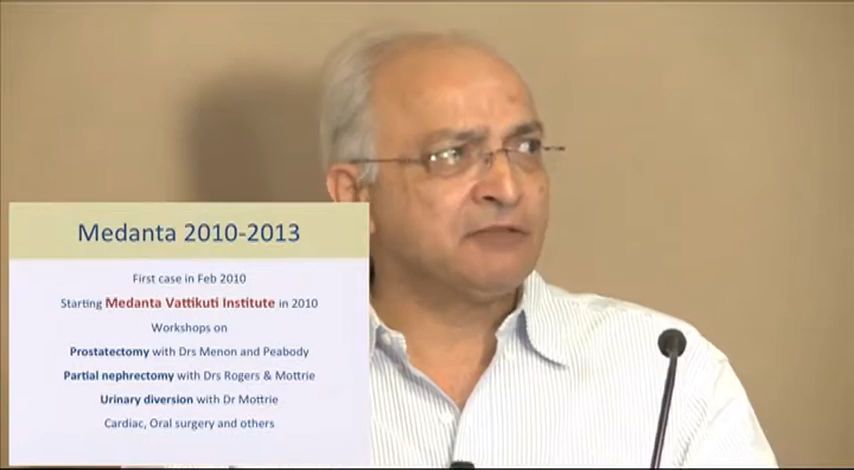 Medanta 2010-2013
First case in Feb 2010
Starting Medanta Vattikuti Institute in 2010
Workshops on
Prostatectomy with Drs Menon and Peabody
Partial nephrectomy with Drs Rogers & Mottrie
Urinary diversion with Dr Mottrie
Cardiac, Oral surgery and others